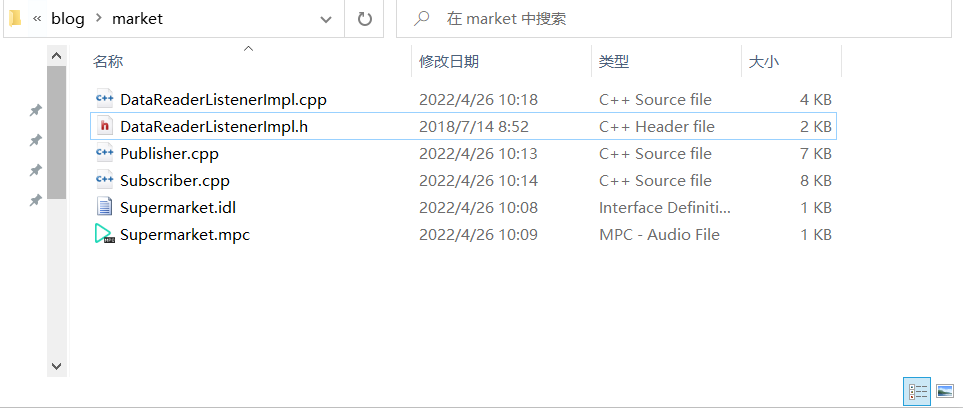 « blog › market
在 market 中搜索
名称 修改日期 类型 大小
DataReaderListenerImpl.cpp 2022/4/26 10:18 C++ Source file 4 KB
DataReaderListenerImpl.h 2018/7/14 8:52 C++ Header file 2 KB
Publisher.cpp 2022/4/26 10:13 C++ Source file 7 KB
Subscriber.cpp 2022/4/26 10:14 C++ Source file 8 KB
Supermarket.idl 2022/4/26 10:08 Interface Definiti... 1 KB
Supermarket.mpc 2022/4/26 10:09 MPC - Audio File 1 KB